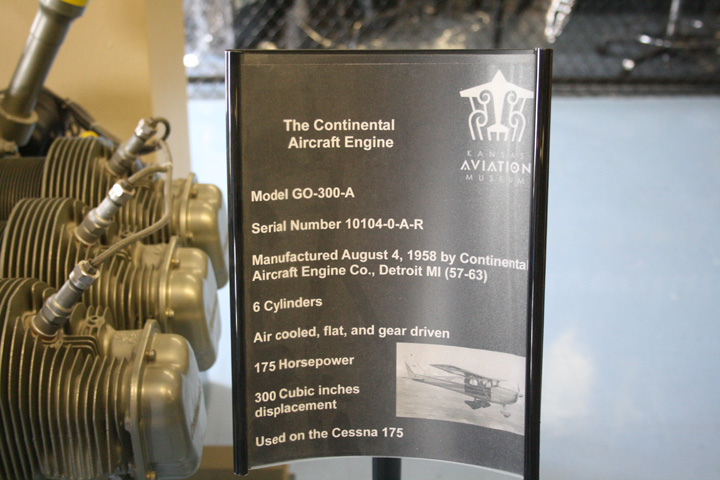 The Continental
Aircraft Engine
KANSAS
AVIATION
MUSEUM
Model GO-300-A
Serial Number 10104-0-A-R
Manufactured August 4, 1958 by Continental
Aircraft Engine Co., Detroit MI (57-63)
6 Cylinders
Air cooled, flat, and gear driven
175 Horsepower
300 Cubic inches
displacement
Used on the Cessna 175